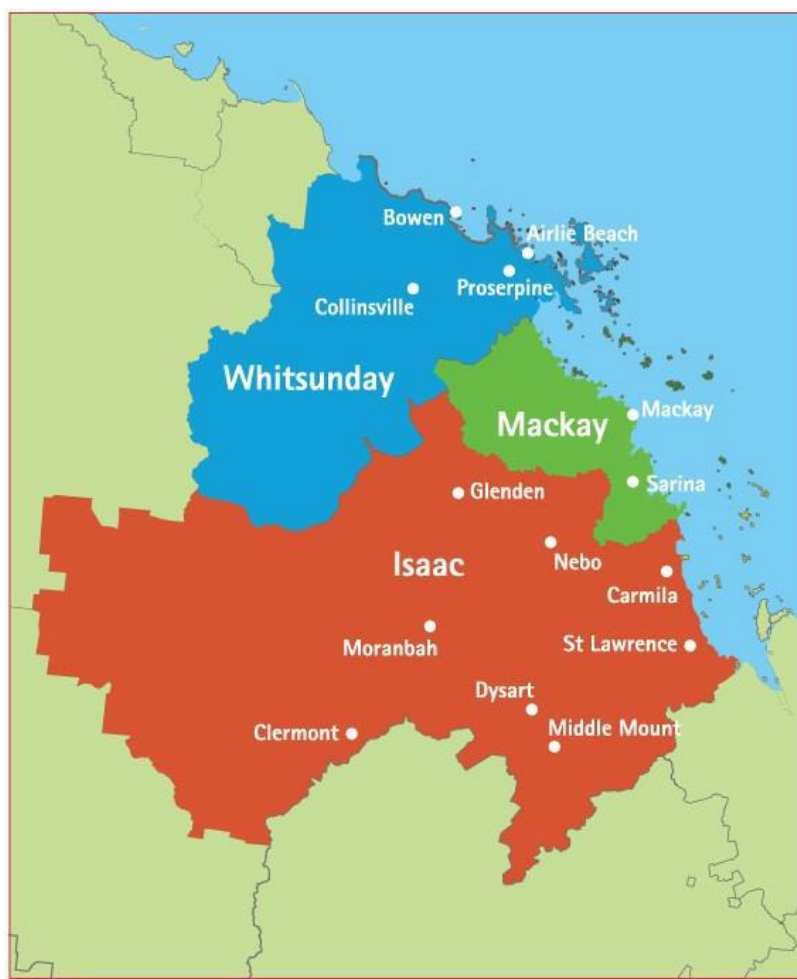 Bowen
Airlie Beach
Proserpine
Collinsville
Whitsunday
Mackay
Mackay
Sarina
Glenden
Isaac
Nebo
Carmila
Moranbah
St Lawrence
Dysart
Clermont
Middle Mount